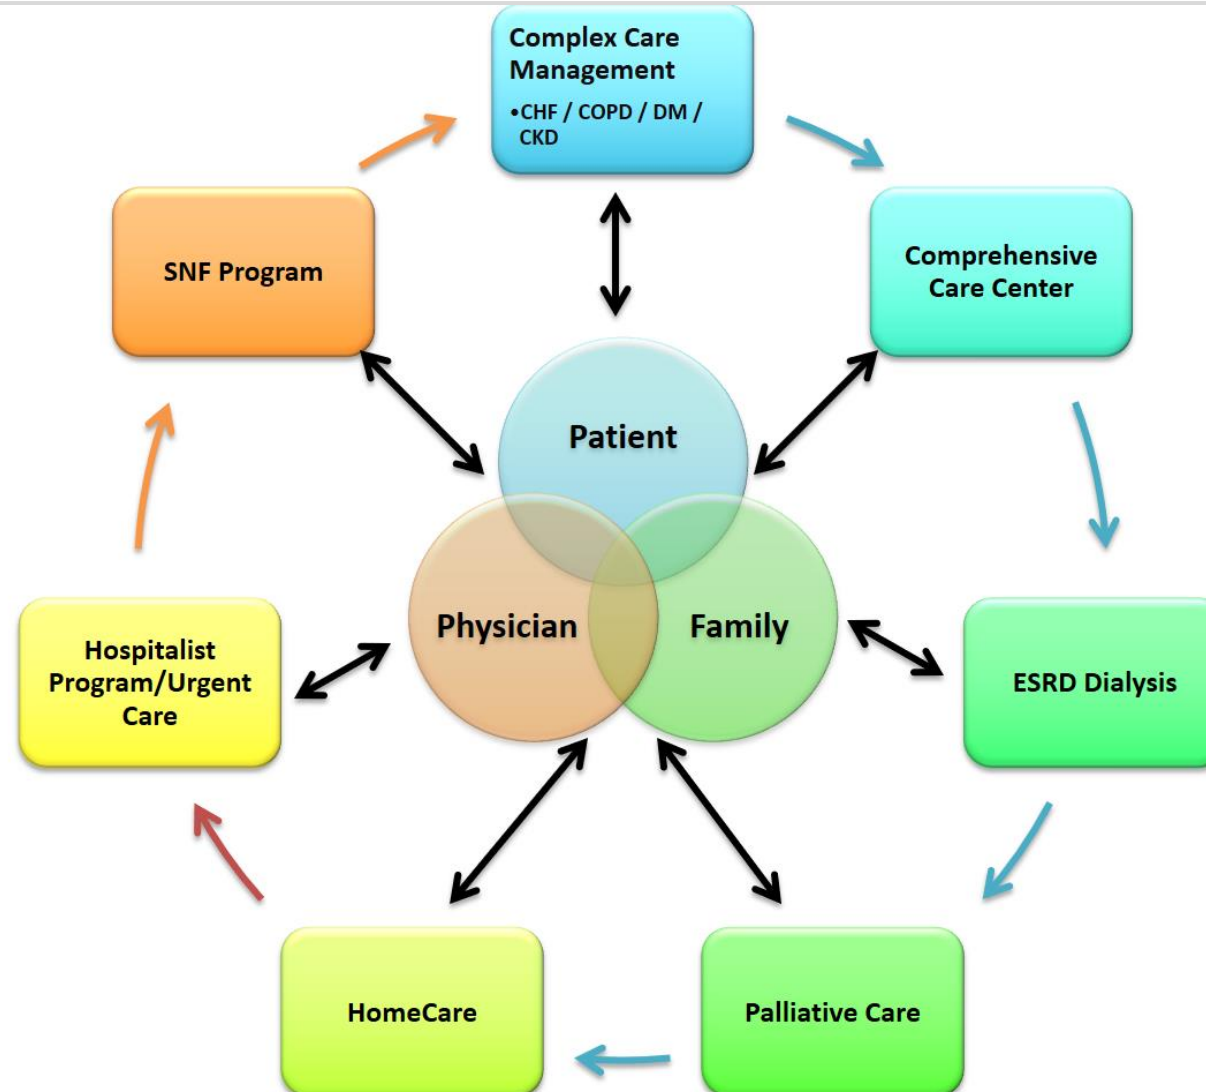 Complex Care
Management
•CHF / COPD / DM /
CKD
SNF Program
Comprehensive
Care Center
Patient
Physician
Family
Hospitalist
Program/Urgent
Care
ESRD Dialysis
HomeCare
Palliative Care